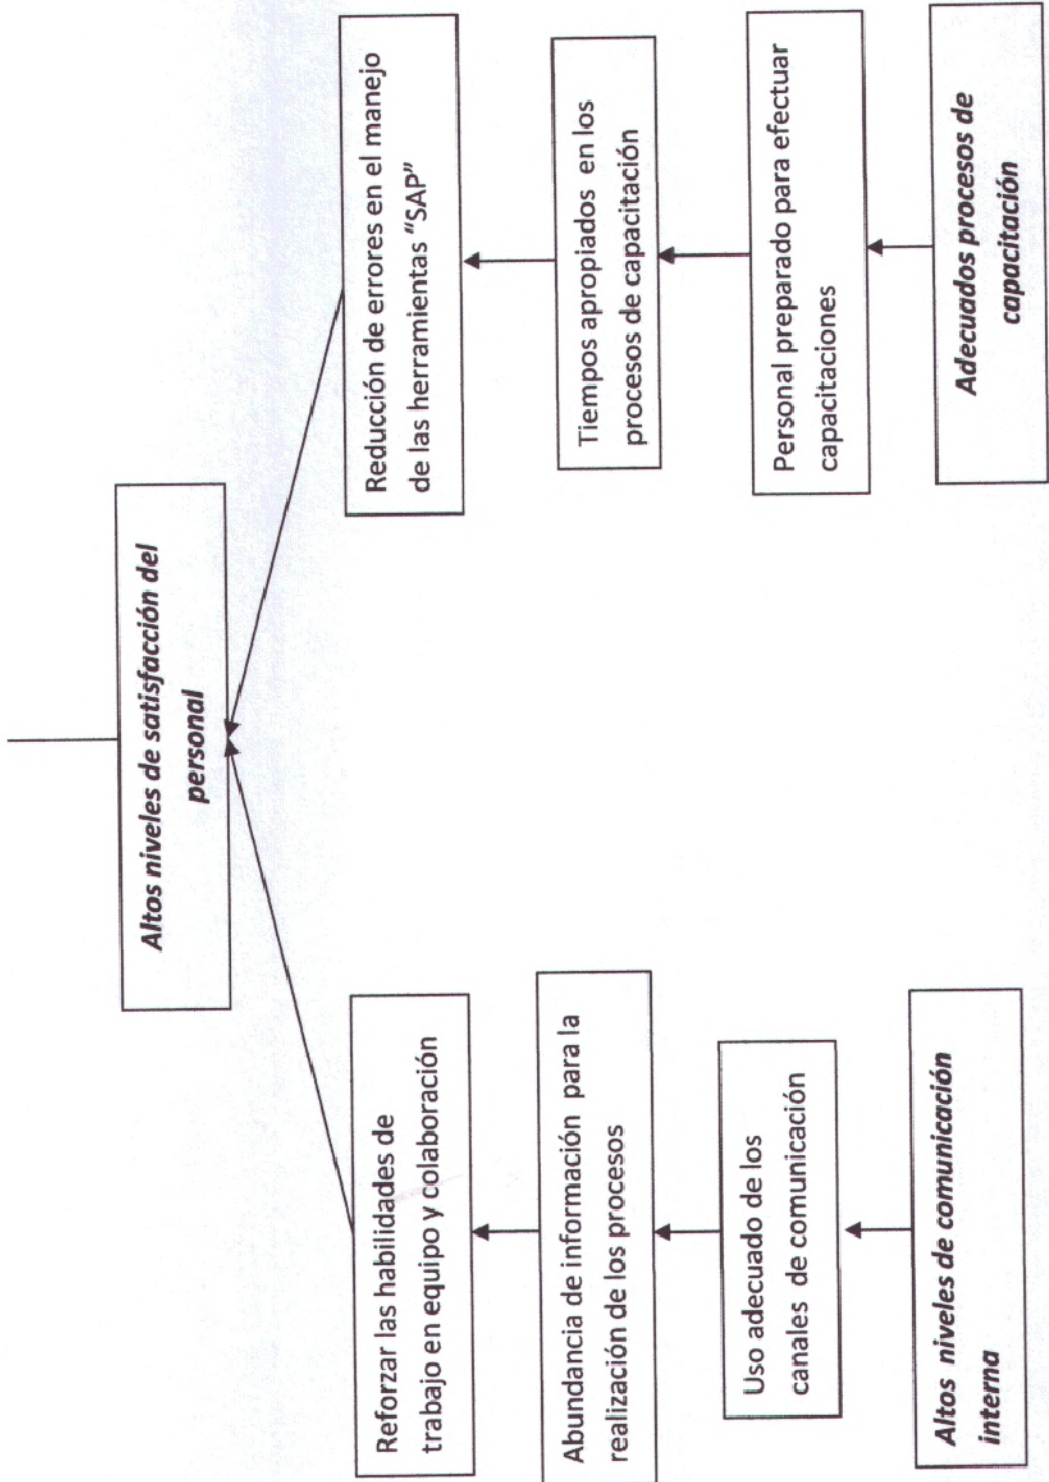 Altos niveles de satisfacción del
personal
Reforzar las habilidades de
trabajo en equipo y colaboración
Reducción de errores en el manejo
de las herramientas "SAP"
Abundancia de información para la
realización de los procesos
Tiempos apropiados en los
procesos de capacitación
Uso adecuado de los
canales de comunicación
Personal preparado para efectuar
capacitaciones
Altos niveles de comunicación
interna
Adecuados procesos de
capacitación